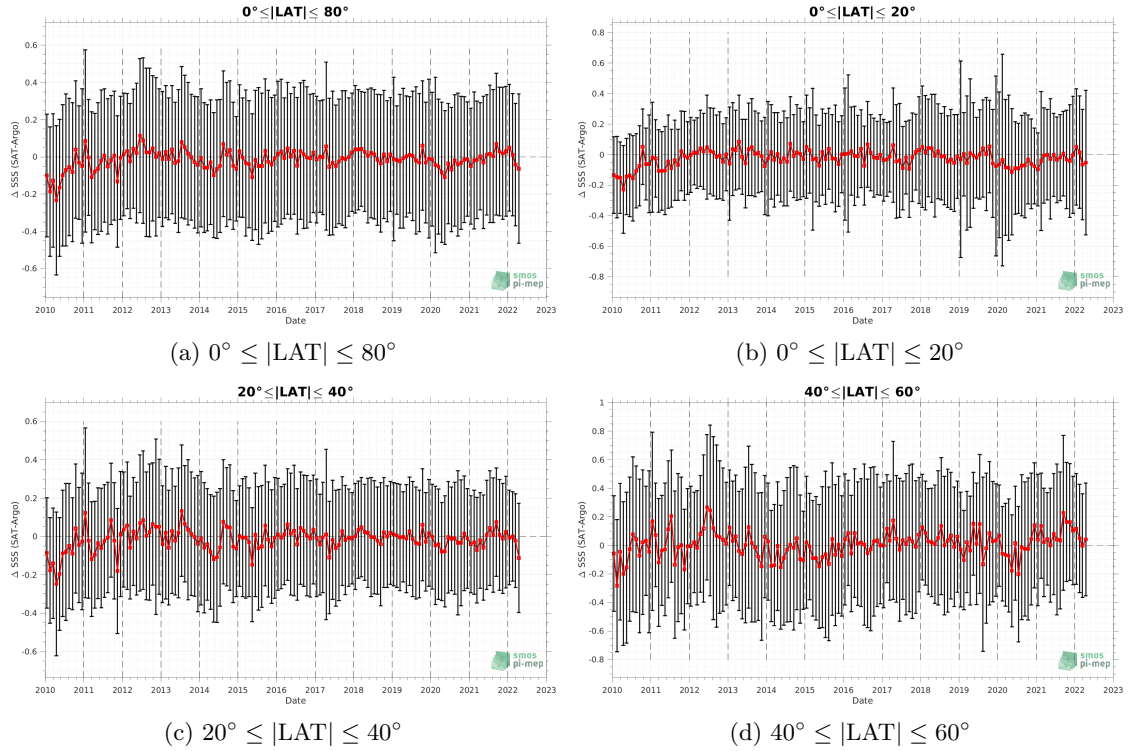 0°≤|LAT|≤ 80°
0.6
0.4
0.2
0
-0.2
-0.4
-0.6
Δ SSS (SAT-Argo)
smos
pi-mep
2010 2011 2012 2013 2014 2015 2016 2017 2018 2019 2020 2021 2022 2023
Date
(a) 0° ≤ |LAT| ≤ 80°
0°≤|LAT|≤ 20°
0.8
0.6
0.4
0.2
0
-0.2
-0.4
-0.6
-0.8
Δ SSS (SAT-Argo)
smos
pi-mep
2010 2011 2012 2013 2014 2015 2016 2017 2018 2019 2020 2021 2022 2023
Date
(b) 0° ≤ |LAT| ≤ 20°
20°≤|LAT|≤ 40°
0.6
0.4
0.2
0
-0.2
-0.4
-0.6
Δ SSS (SAT-Argo)
smos
pi-mep
2010 2011 2012 2013 2014 2015 2016 2017 2018 2019 2020 2021 2022 2023
Date
(c) 20° ≤ |LAT| ≤ 40°
40°≤|LAT|≤ 60°
1
0.8
0.6
0.4
0.2
0
-0.2
-0.4
-0.6
-0.8
Δ SSS (SAT-Argo)
smos
pi-mep
2010 2011 2012 2013 2014 2015 2016 2017 2018 2019 2020 2021 2022 2023
Date
(d) 40° ≤ |LAT| ≤ 60°